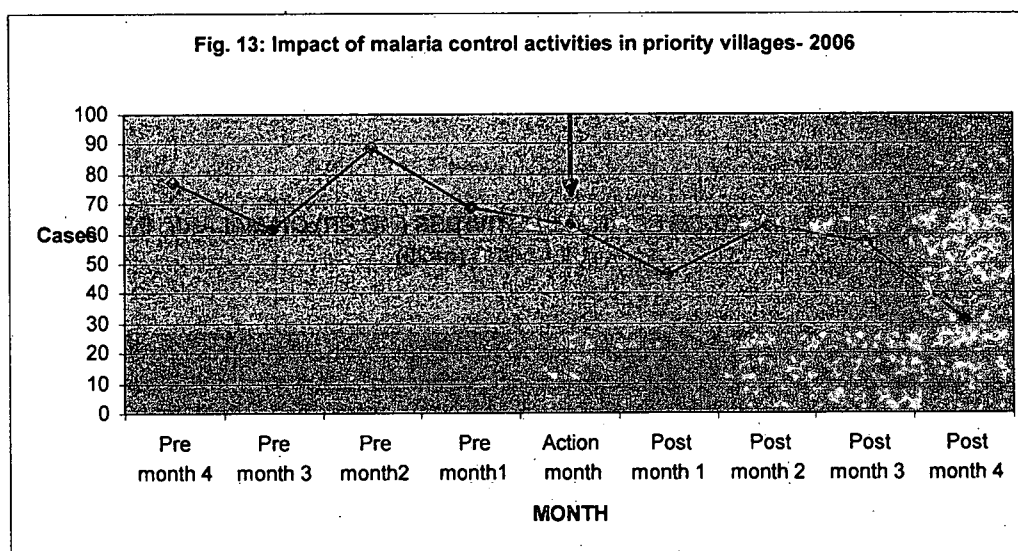 Fig. 13: Impact of malaria control activities in priority villages- 2006
100
90
80
70
60
50
40
30
20
10
0
Cases
Pre month 4
Pre month 3
Pre month2
Pre month1
Action month
Post month 1
Post month 2
Post month 3
Post month 4
MONTH